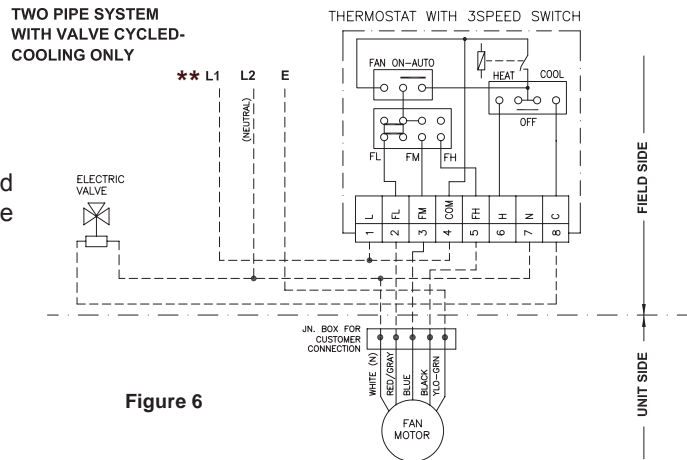 TWO PIPE SYSTEM
WITH VALVE CYCLED-
COOLING ONLY
THERMOSTAT WITH 3SPEED SWITCH
** L1 L2 E
(NEUTRAL)
FAN ON-AUTO
HEAT COOL
OFF
FL FM FH
L FL FM COM FH H N C
1 2 3 4 5 6 7 8
d
e
ELECTRIC
VALVE
FIELD SIDE
JN. BOX FOR
CUSTOMER
CONNECTION
WHITE (N)
RED/GRAY
BLUE
BLACK
YLO-GRN
UNIT SIDE
Figure 6
FAN
MOTOR